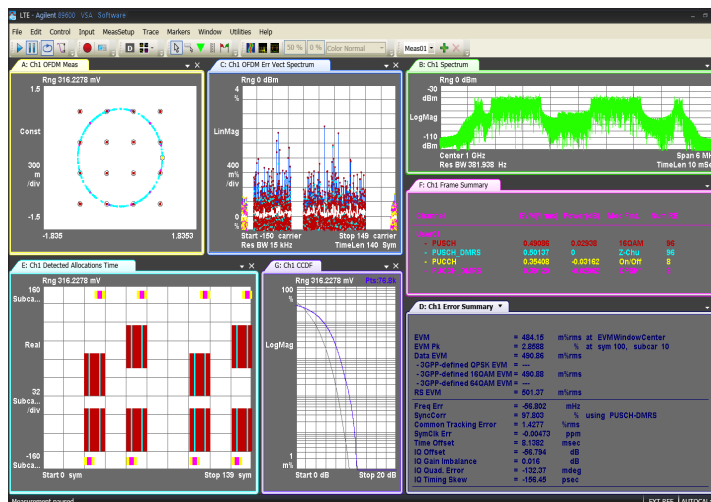 LTE - Agilent 89600 VSA Software
File Edit Control Input MeasSetup Trace Markers Window Utilities Help
50 % 0 % Color Normal Meas01
A: Ch1 OFDM Meas
Rng 316.2278 mV
1.5
Const
300
m
/div
-1.5
-1.835 1.8353
C: Ch1 OFDM Err Vect Spectrum
Rng 0 dBm
4
%
LinMag
400
m%
/div
0
%
Start -150 carrier Stop 149 carrier
Res BW 15 kHz TimeLen 140 Sym
B: Ch1 Spectrum
Rng 0 dBm
-30
dBm
LogMag
-110
dBm
Center 1 GHz Span 6 MH
Res BW 381.938 Hz TimeLen 10 mSe
F: Ch1 Frame Summary
- PUSCH 0.49086 0.02938 16QAM 96
- PUSCH_DMRS 0.50137 0 Z-Chu 96
- PUCCH 0.35408 -0.03162 On/Off 8
E: Ch1 Detected Allocations Time
Rng 316.2278 mV
160
Subca...
Real
32
Subca...
/div
-160
Subca...
Start 0 sym Stop 139 sym
G: Ch1 CCDF
Rng 316.2278 mV Pts:76.8k
100
%
LogMag
1
m%
Start 0 dB Stop 20 dB
D: Ch1 Error Summary
EVM = 484.15 m%rms at EVMWindowCenter
EVM Pk = 2.8588 % at sym 100, subcar 10
Data EVM = 490.86 m%rms
- 3GPP-defined QPSK EVM = ---
- 3GPP-defined 16QAM EVM = 490.88 m%rms
- 3GPP-defined 64QAM EVM = ---
RS EVM = 501.37 m%rms
Freq Err = -56.802 mHz
SyncCorr = 97.803 % using PUSCH-DMRS
Common Tracking Error = 1.4277 %rms
SymClk Err = -0.00473 ppm
Time Offset = 8.1382 msec
IQ Offset = -56.794 dB
IQ Gain Imbalance = 0.016 dB
IQ Quad. Error = -132.37 mdeg
IQ Timing Skew = -156.45 psec
Measurement paused EXT REF AUTOCN